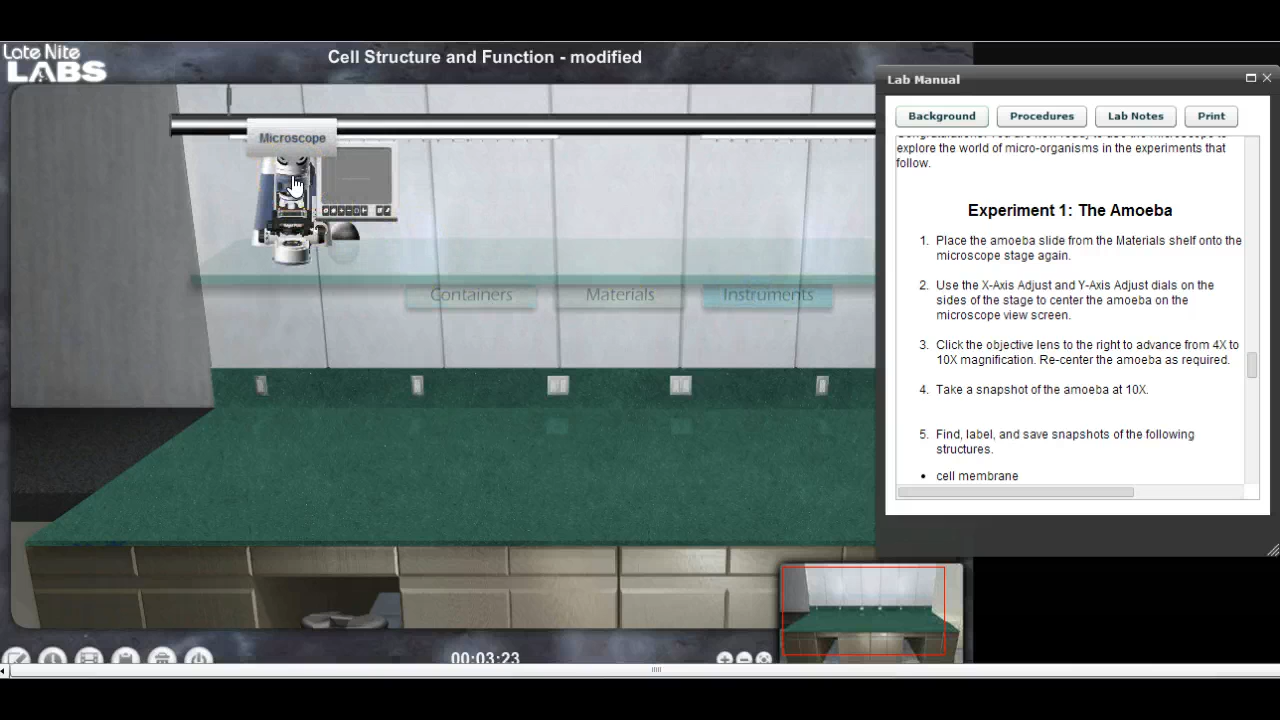 Late Nite
LABS
Cell Structure and Function - modified
Microscope
Containers
Materials
Instruments
00:03:23
Lab Manual
Background
Procedures
Lab Notes
Print
explore the world of micro-organisms in the experiments that
follow.
Experiment 1: The Amoeba
1. Place the amoeba slide from the Materials shelf onto the
microscope stage again.
2. Use the X-Axis Adjust and Y-Axis Adjust dials on the
sides of the stage to center the amoeba on the
microscope view screen.
3. Click the objective lens to the right to advance from 4X to
10X magnification. Re-center the amoeba as required.
4. Take a snapshot of the amoeba at 10X.
5. Find, label, and save snapshots of the following
structures.
• cell membrane